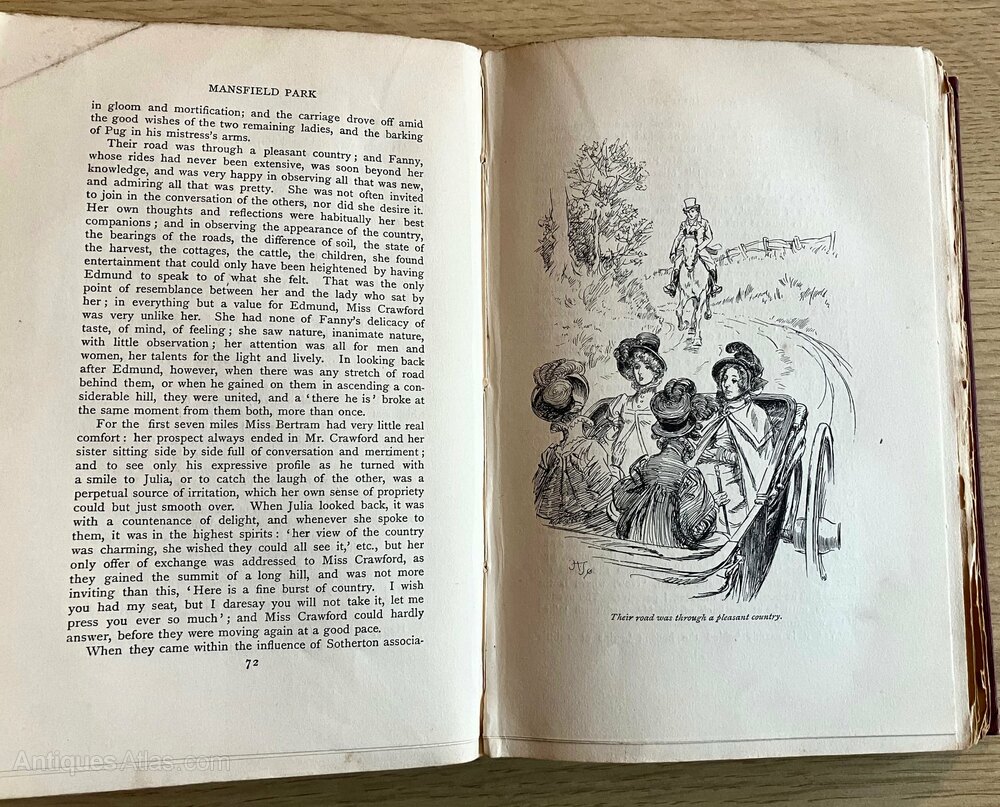 MANSFIELD PARK
in gloom and mortification; and the carriage drove off amid
the good wishes of the two remaining ladies, and the barking
of Pug in his mistress's arms.
Their road was through a pleasant country; and Fanny,
whose rides had never been extensive, was soon beyond her
knowledge, and was very happy in observing all that was new,
and admiring all that was pretty. She was not often invited
to join in the conversation of the others, nor did she desire it.
Her own thoughts and reflections were habitually her best
companions; and in observing the appearance of the country,
the bearings of the roads, the difference of soil, the state of
the harvest, the cottages, the cattle, the children, she found
entertainment that could only have been heightened by having
Edmund to speak to of what she felt. That was the only
point of resemblance between her and the lady who sat by
her; in everything but a value for Edmund, Miss Crawford
was very unlike her. She had none of Fanny's delicacy of
taste, of mind, of feeling; she saw nature, inanimate nature,
with little observation; her attention was all for men and
women, her talents for the light and lively. In looking back
after Edmund, however, when there was any stretch of road
behind them, or when he gained on them in ascending a con-
siderable hill, they were united, and a 'there he is' broke at
the same moment from them both, more than once.
For the first seven miles Miss Bertram had very little real
comfort: her prospect always ended in Mr. Crawford and her
sister sitting side by side full of conversation and merriment;
and to see only his expressive profile as he turned with
a smile to Julia, or to catch the laugh of the other, was a
perpetual source of irritation, which her own sense of propriety
could but just smooth over. When Julia looked back, it was
with a countenance of delight, and whenever she spoke to
them, it was in the highest spirits: 'her view of the country
was charming, she wished they could all see it,' etc., but her
only offer of exchange was addressed to Miss Crawford, as
they gained the summit of a long hill, and was not more
inviting than this, 'Here is a fine burst of country. I wish
you had my seat, but I daresay you will not take it, let me
press you ever so much'; and Miss Crawford could hardly
answer, before they were moving again at a good pace.
When they came within the influence of Sotherton associa-
72
Their road was through a pleasant country.
Antiques Atlas.com